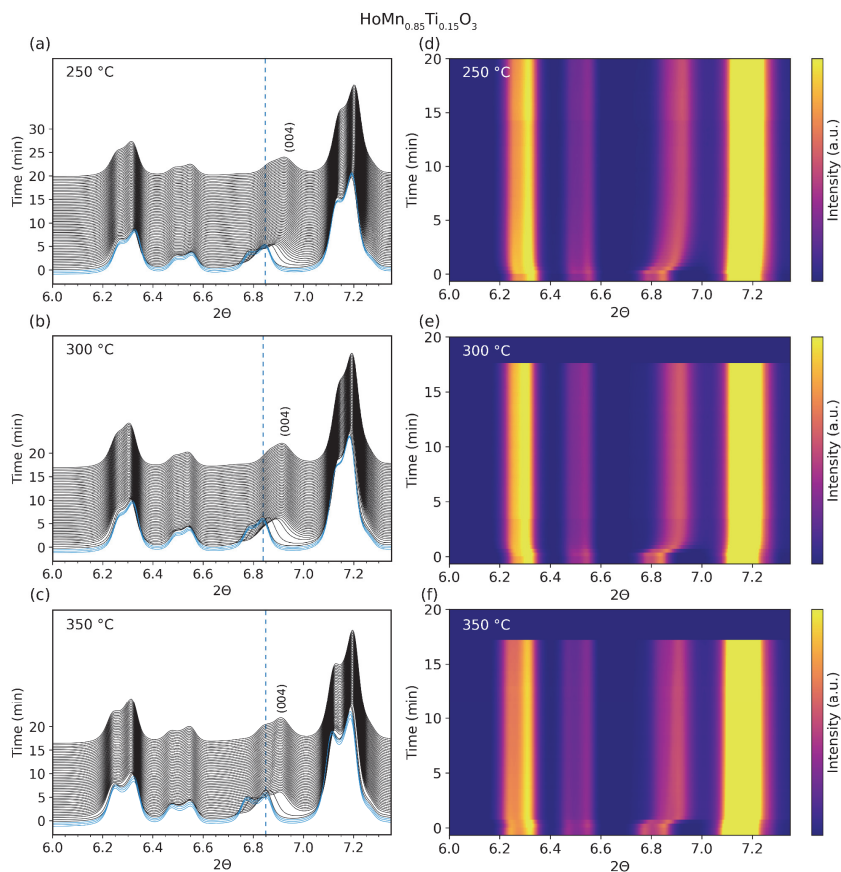 HoMn0.85Ti0.15O3
(a)
250 °C
(004)
Time (min)
30
25
20
15
10
5
0
6.0 6.2 6.4 6.6 6.8 7.0 7.2
2Θ
(d)
250 °C
Time (min)
20
15
10
5
0
6.0 6.2 6.4 6.6 6.8 7.0 7.2
2Θ
Intensity (a.u.)
(b)
300 °C
(004)
Time (min)
20
15
10
5
0
6.0 6.2 6.4 6.6 6.8 7.0 7.2
2Θ
(e)
300 °C
Time (min)
20
15
10
5
0
6.0 6.2 6.4 6.6 6.8 7.0 7.2
2Θ
Intensity (a.u.)
(c)
350 °C
(004)
Time (min)
20
15
10
5
0
6.0 6.2 6.4 6.6 6.8 7.0 7.2
2Θ
(f)
350 °C
Time (min)
20
15
10
5
0
6.0 6.2 6.4 6.6 6.8 7.0 7.2
2Θ
Intensity (a.u.)